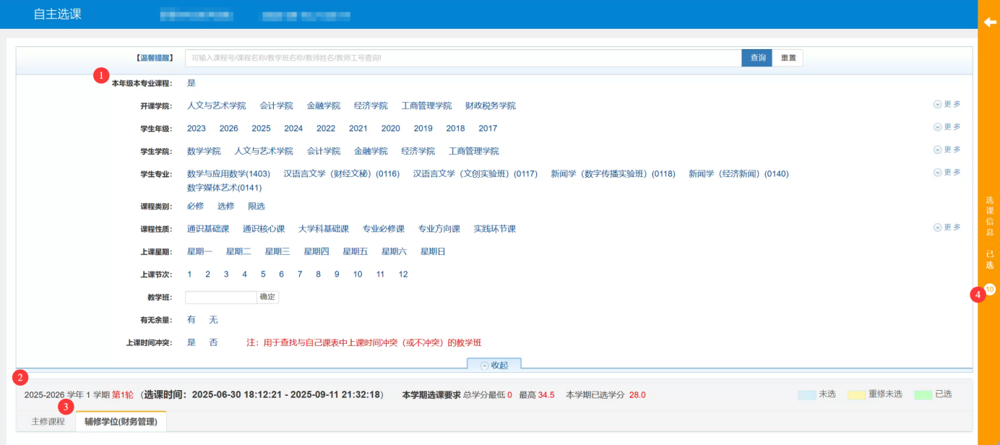 自主选课
【温馨提醒】 可输入课程号/课程名称/教学班名称/教师姓名/教师工号查询! 查询 重置
1
本年级本专业课程: 是
开课学院: 人文与艺术学院 会计学院 金融学院 经济学院 工商管理学院 财政税务学院 更多
学生年级: 2023 2026 2025 2024 2022 2021 2020 2019 2018 2017 更多
学生学院: 数学学院 人文与艺术学院 会计学院 金融学院 经济学院 工商管理学院 更多
学生专业: 数学与应用数学(1403) 汉语言文学（财经文秘）(0116) 汉语言文学（文创实验班）(0117) 新闻学（数字传播实验班）(0118) 新闻学（经济新闻）(0140) 更多
数字媒体艺术(0141)
课程类别: 必修 选修 限选
课程性质: 通识基础课 通识核心课 大学科基础课 专业必修课 专业方向课 实践环节课 更多
上课星期: 星期一 星期二 星期三 星期四 星期五 星期六 星期日
上课节次: 1 2 3 4 5 6 7 8 9 10 11 12
教学班: 确定
有无余量: 有 无
上课时间冲突: 是 否 注：用于查找与自己课表中上课时间冲突（或不冲突）的教学班
收起
2
2025-2026 学年 1 学期 第1轮 （选课时间：2025-06-30 18:12:21 - 2025-09-11 21:32:18） 本学期选课要求 总学分最低 0 最高 34.5 本学期已选学分 28.0 未选 重修未选 已选
3
主修课程 辅修学位(财务管理)
选课信息 已选
4 10